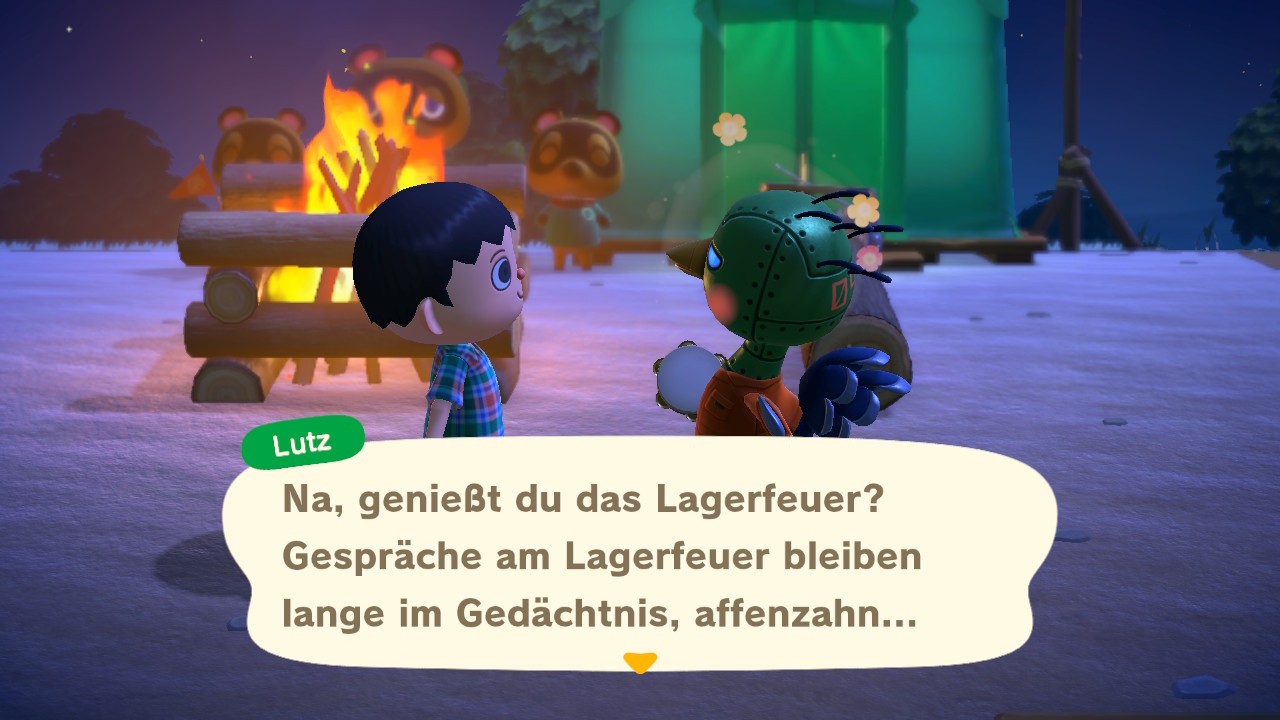 Lutz
Na, genießt du das Lagerfeuer?
Gespräche am Lagerfeuer bleiben
lange im Gedächtnis, affenzahn...